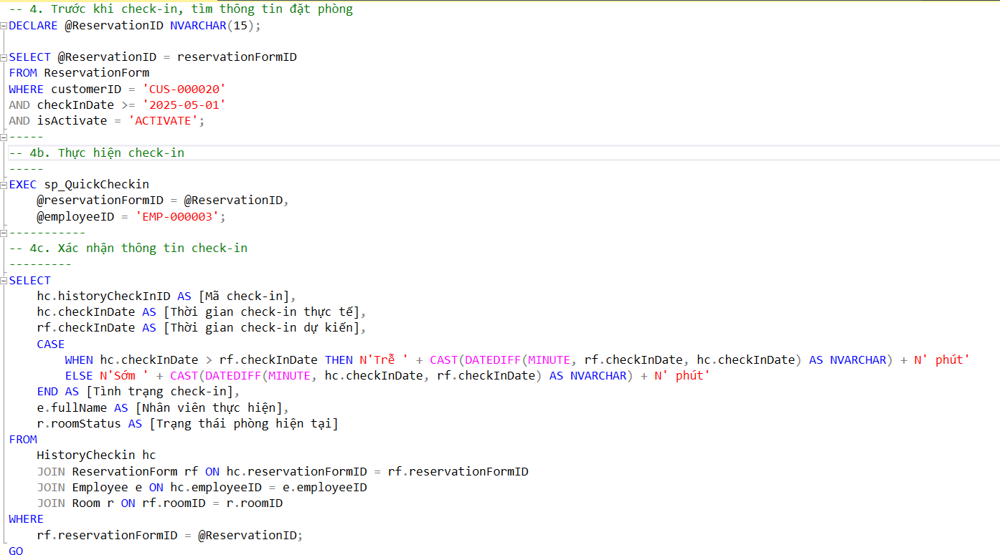 -- 4. Trước khi check-in, tìm thông tin đặt phòng
DECLARE @ReservationID NVARCHAR(15);
SELECT @ReservationID = reservationFormID
FROM ReservationForm
WHERE customerID = 'CUS-000020'
AND checkInDate >= '2025-05-01'
AND isActivate = 'ACTIVATE';
-----
-- 4b. Thực hiện check-in
-----
EXEC sp_QuickCheckin
    @reservationFormID = @ReservationID,
    @employeeID = 'EMP-000003';
-----------
-- 4c. Xác nhận thông tin check-in
---------
SELECT
    hc.historyCheckInID AS [Mã check-in],
    hc.checkInDate AS [Thời gian check-in thực tế],
    rf.checkInDate AS [Thời gian check-in dự kiến],
    CASE
        WHEN hc.checkInDate > rf.checkInDate THEN N'Trễ ' + CAST(DATEDIFF(MINUTE, rf.checkInDate, hc.checkInDate) AS NVARCHAR) + N' phút'
        ELSE N'Sớm ' + CAST(DATEDIFF(MINUTE, hc.checkInDate, rf.checkInDate) AS NVARCHAR) + N' phút'
    END AS [Tình trạng check-in],
    e.fullName AS [Nhân viên thực hiện],
    r.roomStatus AS [Trạng thái phòng hiện tại]
FROM
    HistoryCheckin hc
    JOIN ReservationForm rf ON hc.reservationFormID = rf.reservationFormID
    JOIN Employee e ON hc.employeeID = e.employeeID
    JOIN Room r ON rf.roomID = r.roomID
WHERE
    rf.reservationFormID = @ReservationID;
GO